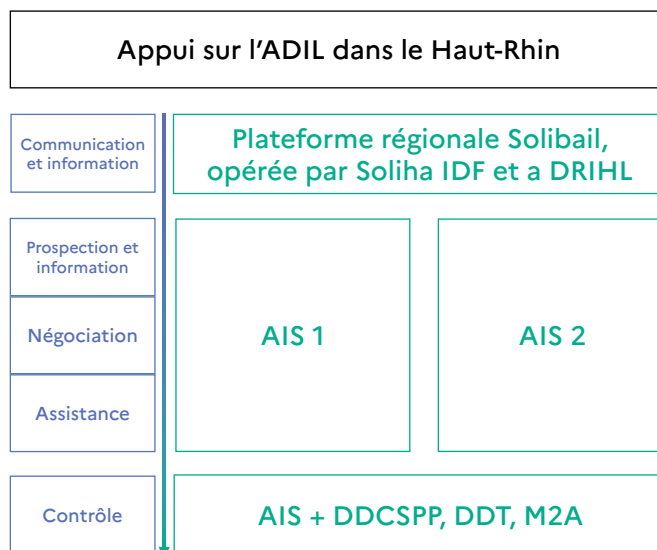 Appui sur l'ADIL dans le Haut-Rhin
Communication
et information
Plateforme régionale Solibail,
opérée par Soliha IDF et a DRIHL
Prospection et
information
Négociation
Assistance
AIS 1
AIS 2
Contrôle
AIS + DDCSPP, DDT, M2A